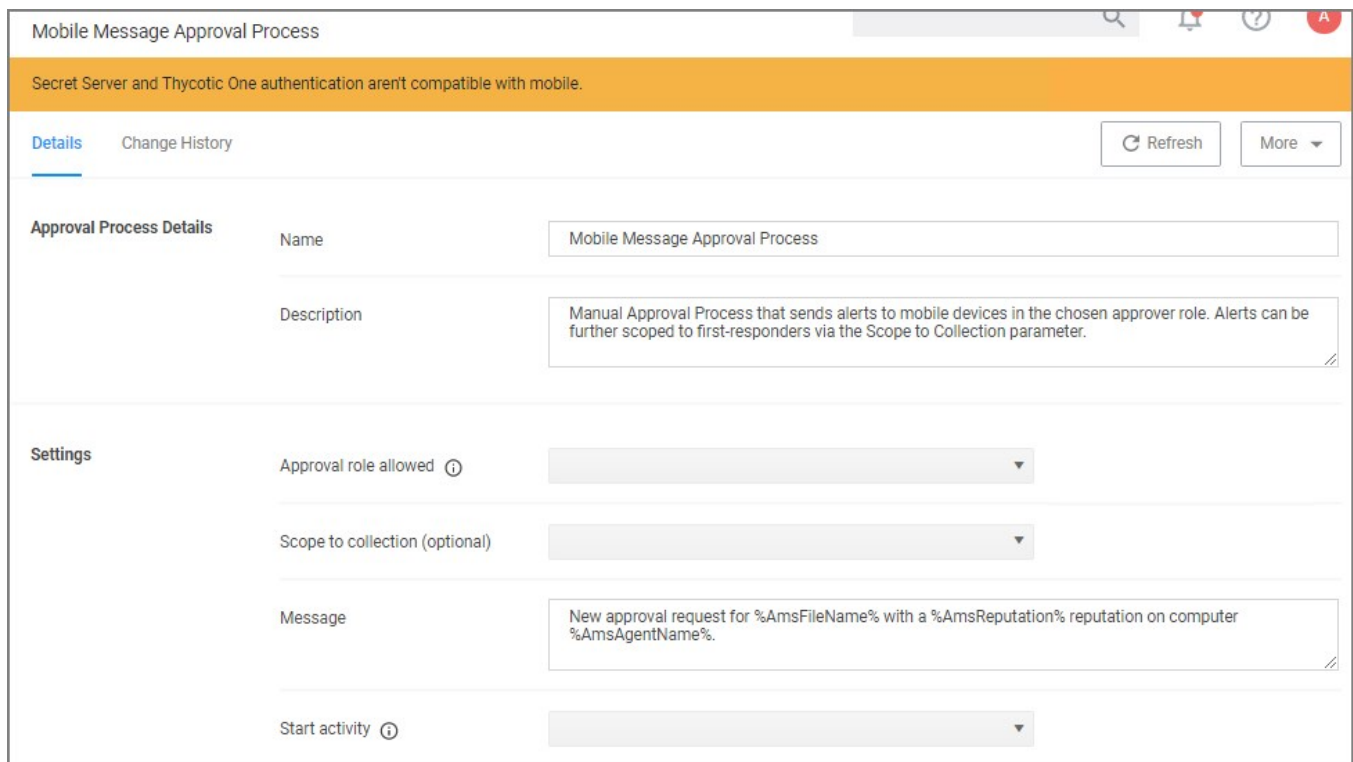 Mobile Message Approval Process
A
Secret Server and Thycotic One authentication aren't compatible with mobile.
Details
Change History
Refresh
More
Approval Process Details
Name
Mobile Message Approval Process
Description
Manual Approval Process that sends alerts to mobile devices in the chosen approver role. Alerts can be
further scoped to first-responders via the Scope to Collection parameter.
Settings
Approval role allowed
Scope to collection (optional)
Message
New approval request for %AmsFileName% with a %AmsReputation% reputation on computer
%AmsAgentName%.
Start activity